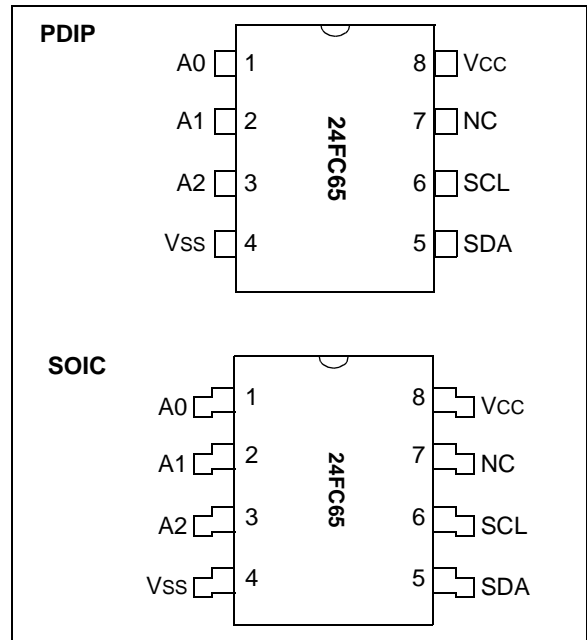 PDIP
A0 1 8 VCC
A1 2 7 NC
A2 3 6 SCL
VSS 4 5 SDA
24FC65
SOIC
A0 1 8 VCC
A1 2 7 NC
A2 3 6 SCL
VSS 4 5 SDA
24FC65